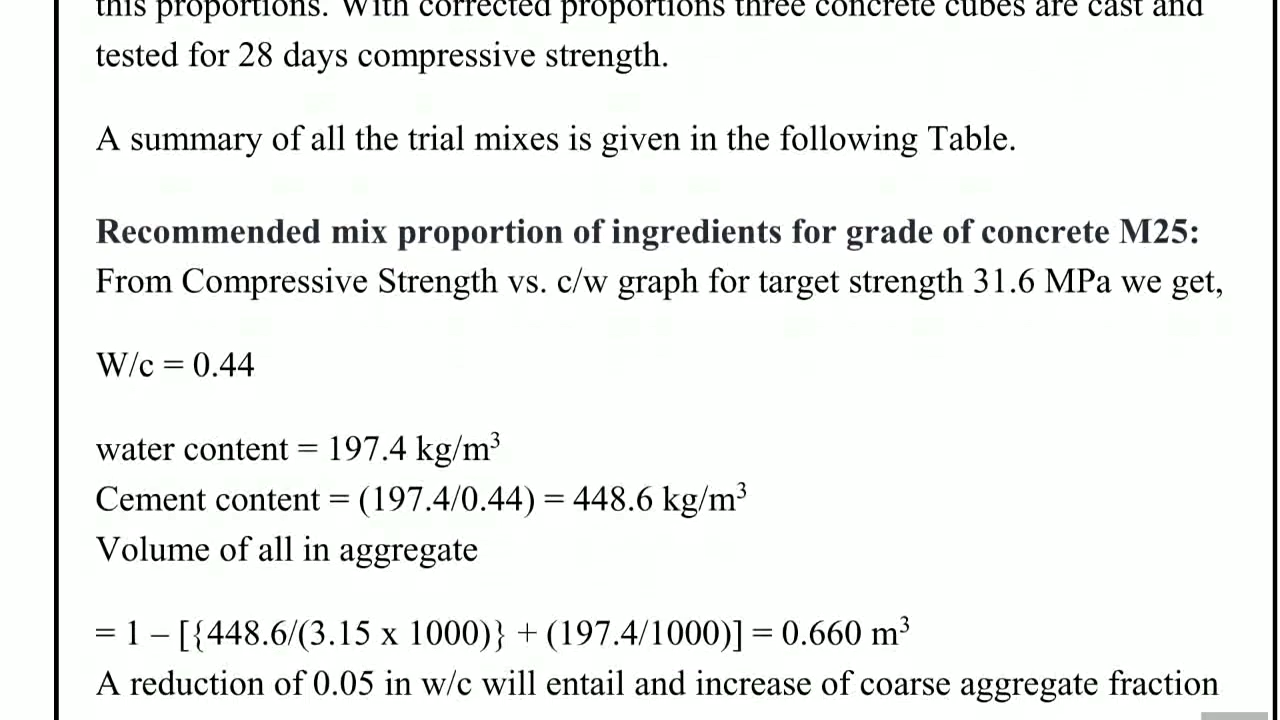 this proportions. With corrected proportions three concrete cubes are cast and
tested for 28 days compressive strength.
A summary of all the trial mixes is given in the following Table.
Recommended mix proportion of ingredients for grade of concrete M25:
From Compressive Strength vs. c/w graph for target strength 31.6 MPa we get,
W/c = 0.44
water content = 197.4 kg/m³
Cement content = (197.4/0.44) = 448.6 kg/m³
Volume of all in aggregate
= 1 – [{448.6/(3.15 x 1000)} + (197.4/1000)] = 0.660 m³
A reduction of 0.05 in w/c will entail and increase of coarse aggregate fraction